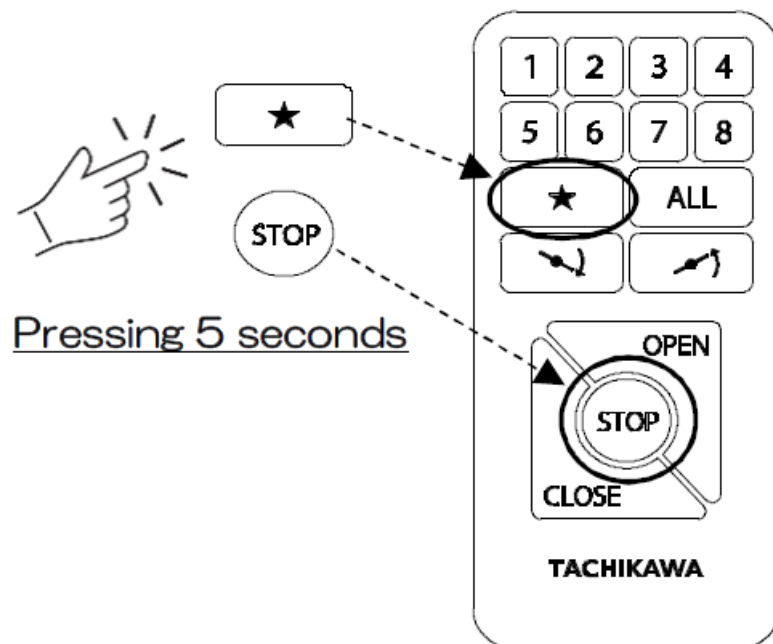 ★
STOP
Pressing 5 seconds
1 2 3 4
5 6 7 8
★ ALL
OPEN
STOP
CLOSE
TACHIKAWA